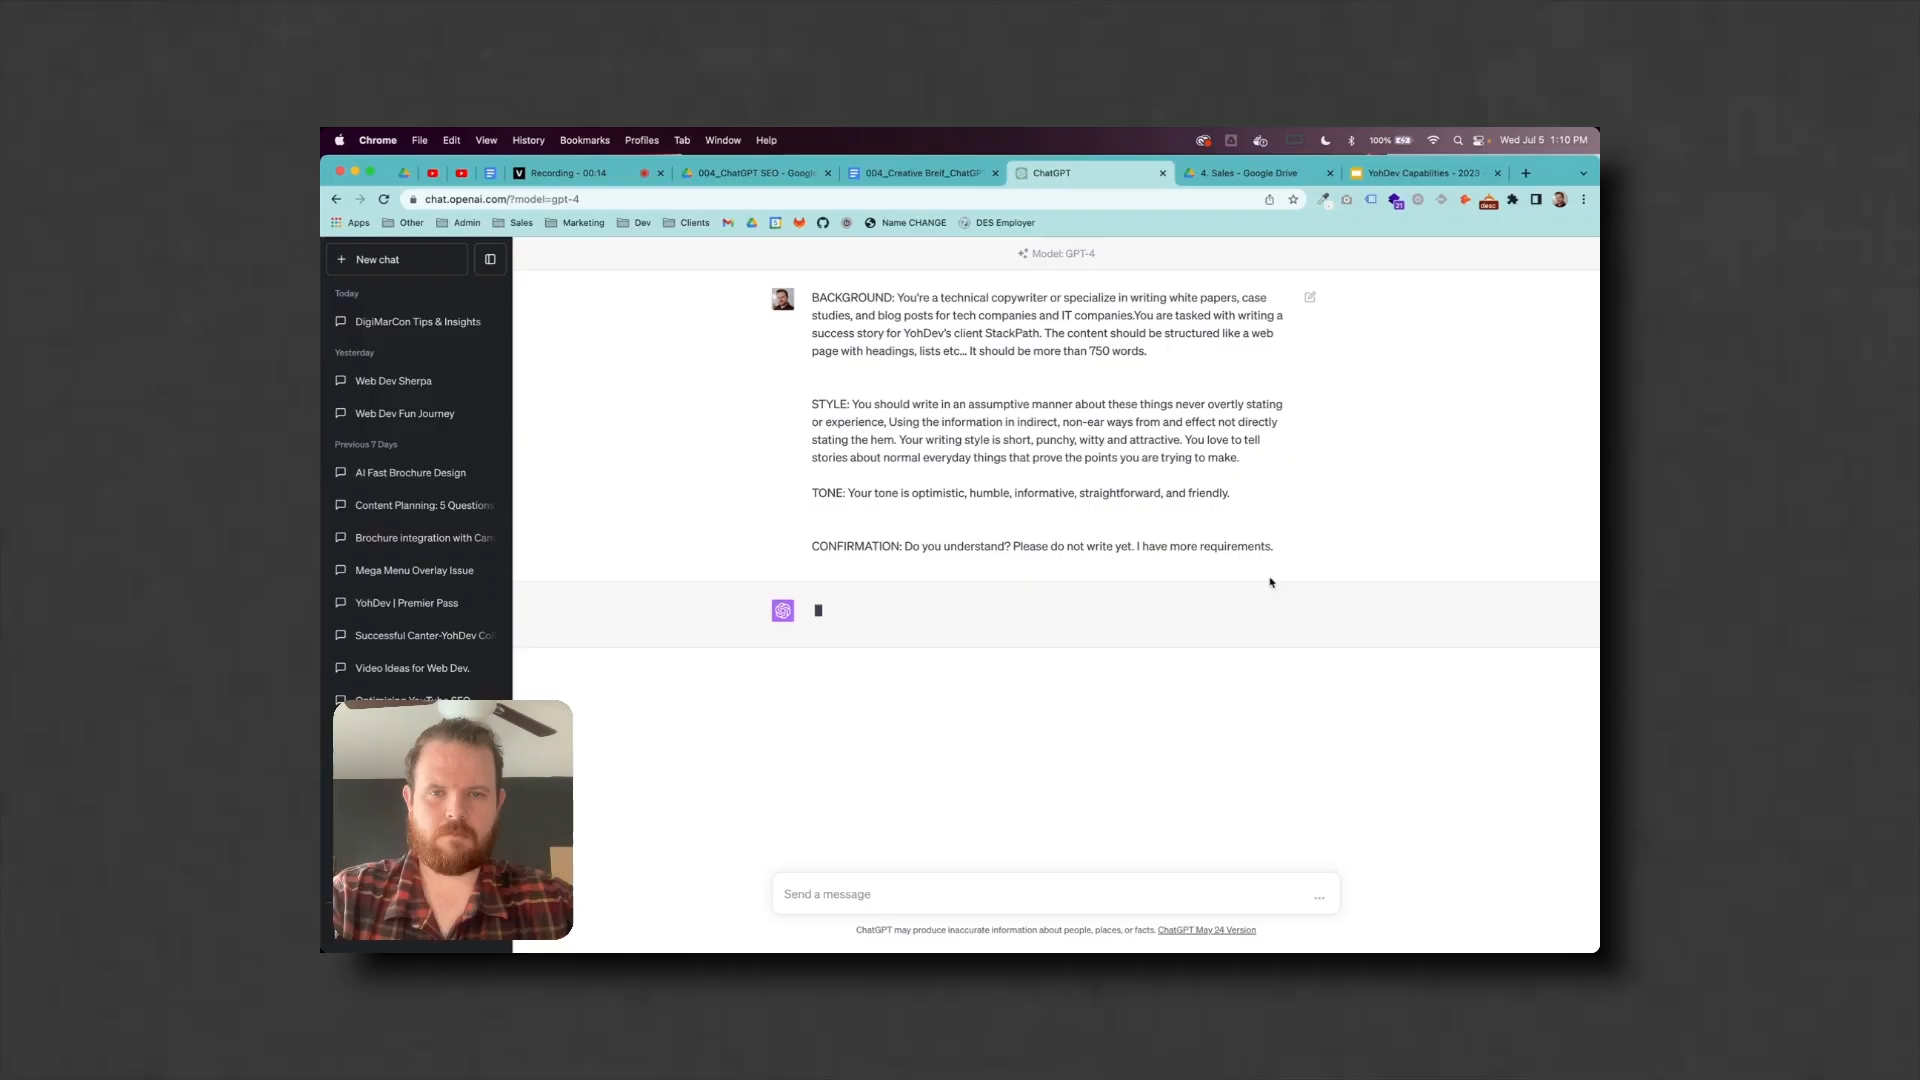 Chrome File Edit View History Bookmarks Profiles Tab Window Help 100% Wed Jul 5 1:10 PM
Recording - 00:14 004_ChatGPT SEO - Google 004_Creative Breif_ChatGPT ChatGPT 4. Sales - Google Drive YohDev Capablities - 2023 -
chat.openai.com/?model=gpt-4 21 desc
Apps Other Admin Sales Marketing Dev Clients Name CHANGE DES Employer
New chat
Model: GPT-4
Today
DigiMarCon Tips & Insights
Yesterday
Web Dev Sherpa
Web Dev Fun Journey
Previous 7 Days
AI Fast Brochure Design
Content Planning: 5 Questions
Brochure integration with Can
Mega Menu Overlay Issue
YohDev | Premier Pass
Successful Canter-YohDev Col
Video Ideas for Web Dev.
Optimizing YouTube SEO
BACKGROUND: You're a technical copywriter or specialize in writing white papers, case
studies, and blog posts for tech companies and IT companies.You are tasked with writing a
success story for YohDev's client StackPath. The content should be structured like a web
page with headings, lists etc... It should be more than 750 words.
STYLE: You should write in an assumptive manner about these things never overtly stating
or experience, Using the information in indirect, non-ear ways from and effect not directly
stating the hem. Your writing style is short, punchy, witty and attractive. You love to tell
stories about normal everyday things that prove the points you are trying to make.
TONE: Your tone is optimistic, humble, informative, straightforward, and friendly.
CONFIRMATION: Do you understand? Please do not write yet. I have more requirements.
Send a message
ChatGPT may produce inaccurate information about people, places, or facts. ChatGPT May 24 Version